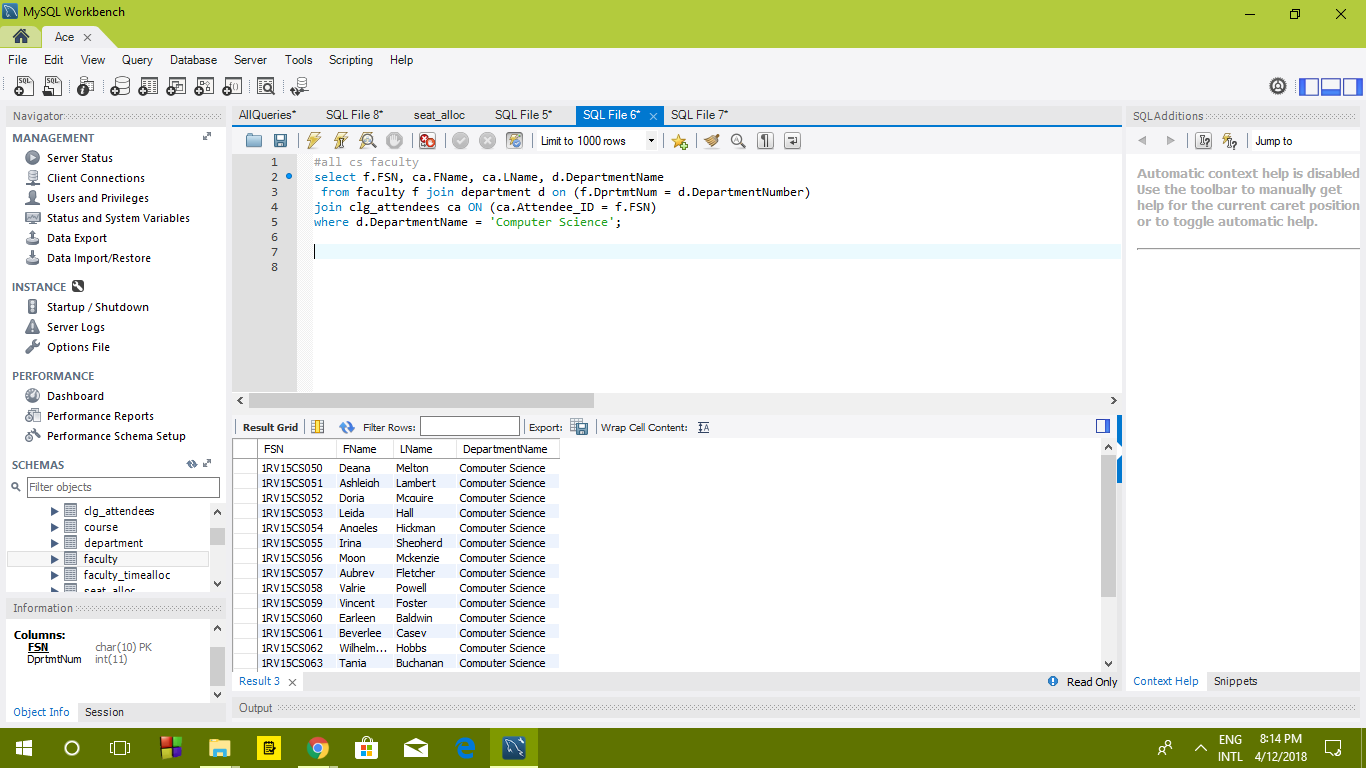 MySQL Workbench
Ace
File Edit View Query Database Server Tools Scripting Help
Navigator
MANAGEMENT
Server Status
Client Connections
Users and Privileges
Status and System Variables
Data Export
Data Import/Restore
INSTANCE
Startup / Shutdown
Server Logs
Options File
PERFORMANCE
Dashboard
Performance Reports
Performance Schema Setup
SCHEMAS
Filter objects
clg_attendees
course
department
faculty
faculty_timealloc
seat_alloc
Information
Columns:
FSN char(10) PK
DprtmtNum int(11)
Object Info Session
AllQueries* SQL File 8* seat_alloc SQL File 5* SQL File 6* SQL File 7*
Limit to 1000 rows
1 #all cs faculty
2 select f.FSN, ca.FName, ca.LName, d.DepartmentName
3 from faculty f join department d on (f.DprtmtNum = d.DepartmentNumber)
4 join clg_attendees ca ON (ca.Attendee_ID = f.FSN)
5 where d.DepartmentName = 'Computer Science';
6
7
8
Result Grid Filter Rows: Export: Wrap Cell Content:
FSN FName LName DepartmentName
1RV15CS050 Deana Melton Computer Science
1RV15CS051 Ashleigh Lambert Computer Science
1RV15CS052 Doria Mcguire Computer Science
1RV15CS053 Leida Hall Computer Science
1RV15CS054 Angeles Hickman Computer Science
1RV15CS055 Irina Shepherd Computer Science
1RV15CS056 Moon Mckenzie Computer Science
1RV15CS057 Aubrey Fletcher Computer Science
1RV15CS058 Valrie Powell Computer Science
1RV15CS059 Vincent Foster Computer Science
1RV15CS060 Earleen Baldwin Computer Science
1RV15CS061 Beverlee Casey Computer Science
1RV15CS062 Wilhelm... Hobbs Computer Science
1RV15CS063 Tania Buchanan Computer Science
Result 3 Read Only
Output
SQLAdditions
Jump to
Automatic context help is disabled
Use the toolbar to manually get
help for the current caret position
or to toggle automatic help.
Context Help Snippets
ENG 8:14 PM
INTL 4/12/2018